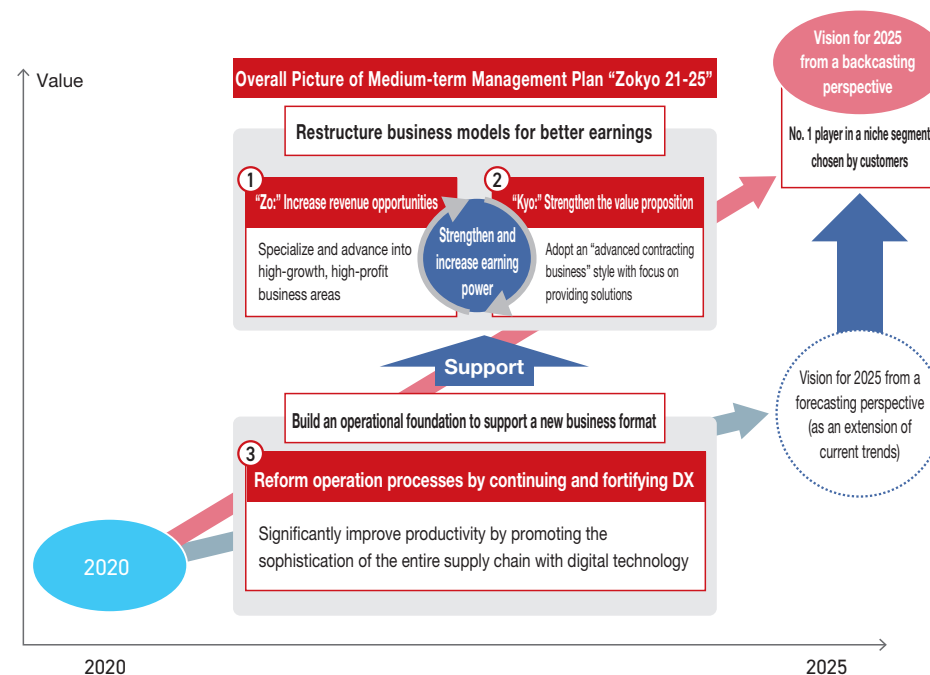 Value
Overall Picture of Medium-term Management Plan “Zokyo 21-25”
Restructure business models for better earnings
1
“Zo:” Increase revenue opportunities
Specialize and advance into
high-growth, high-profit
business areas
Strengthen and
increase earning
power
2
“Kyo:” Strengthen the value proposition
Adopt an “advanced contracting
business” style with focus on
providing solutions
Support
Build an operational foundation to support a new business format
3
Reform operation processes by continuing and fortifying DX
Significantly improve productivity by promoting the
sophistication of the entire supply chain with digital technology
Vision for 2025
from a backcasting
perspective
No. 1 player in a niche segment
chosen by customers
Vision for 2025 from a
forecasting perspective
(as an extension of
current trends)
2020
2020
2025